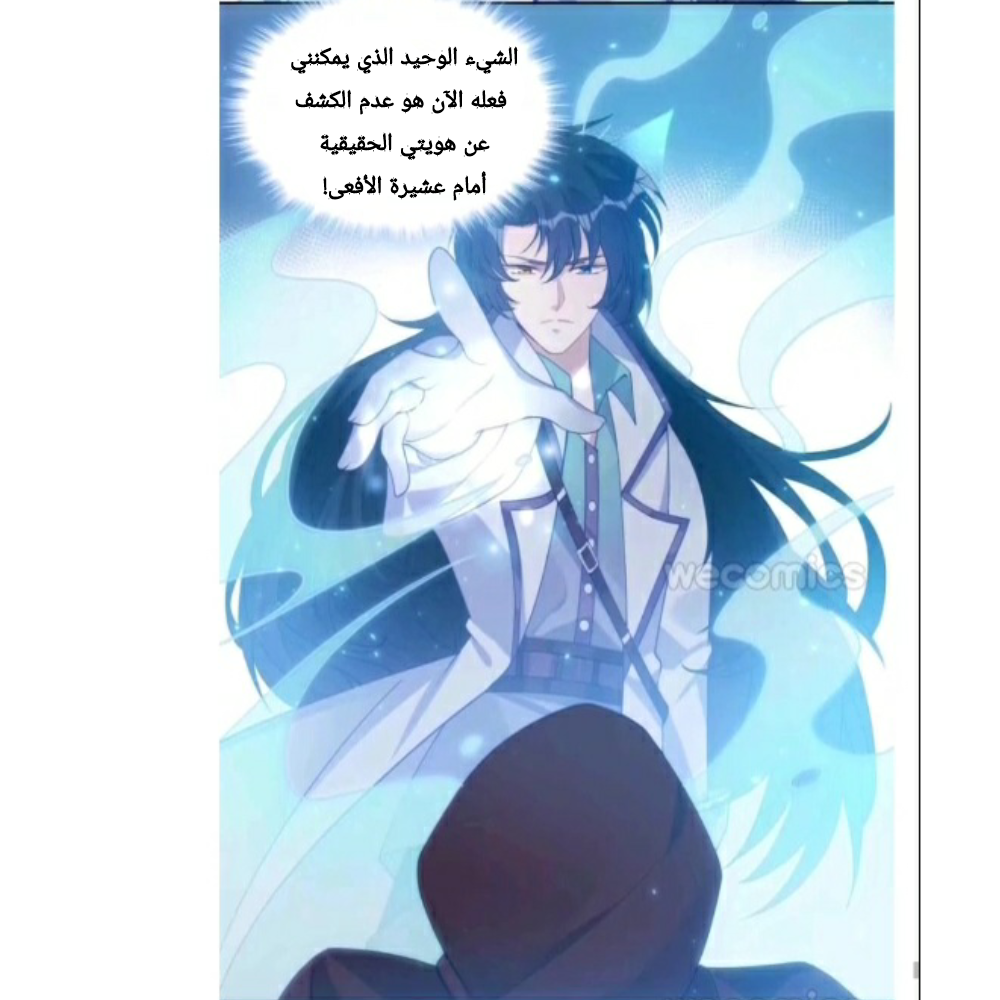 الشيء الوحيد الذي يمكنني
فعله الآن هو عدم الكشف
عن هويتي الحقيقية
أمام عشيرة الأفعى!
wecomics